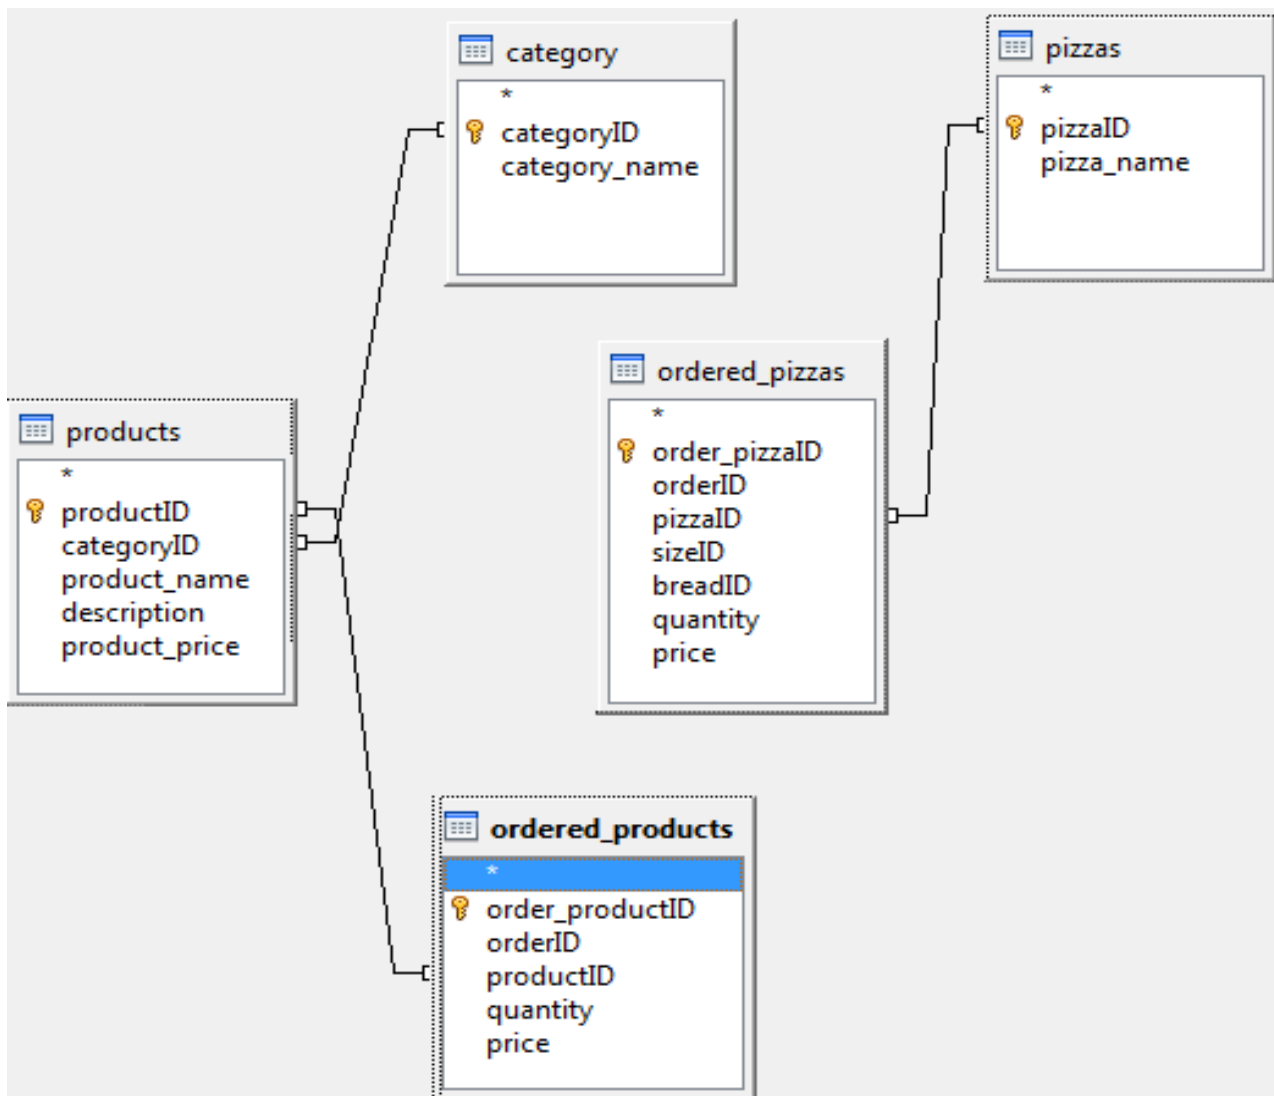 category
*
categoryID
category_name
pizzas
*
pizzaID
pizza_name
ordered_pizzas
*
order_pizzaID
orderID
pizzaID
sizeID
breadID
quantity
price
products
*
productID
categoryID
product_name
description
product_price
ordered_products
*
order_productID
orderID
productID
quantity
price